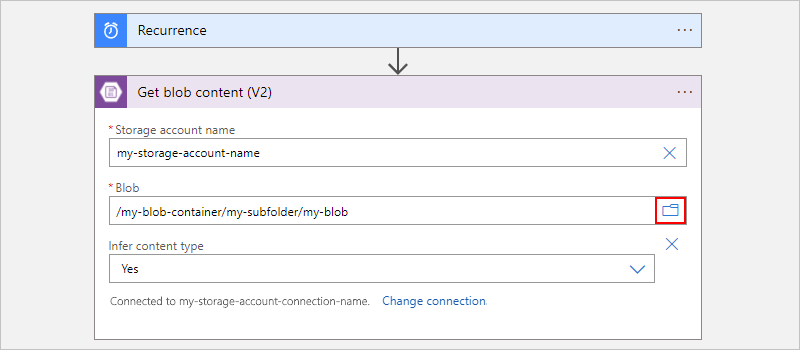 Recurrence
Get blob content (V2)
* Storage account name
my-storage-account-name
* Blob
/my-blob-container/my-subfolder/my-blob
Infer content type
Yes
Connected to my-storage-account-connection-name. Change connection